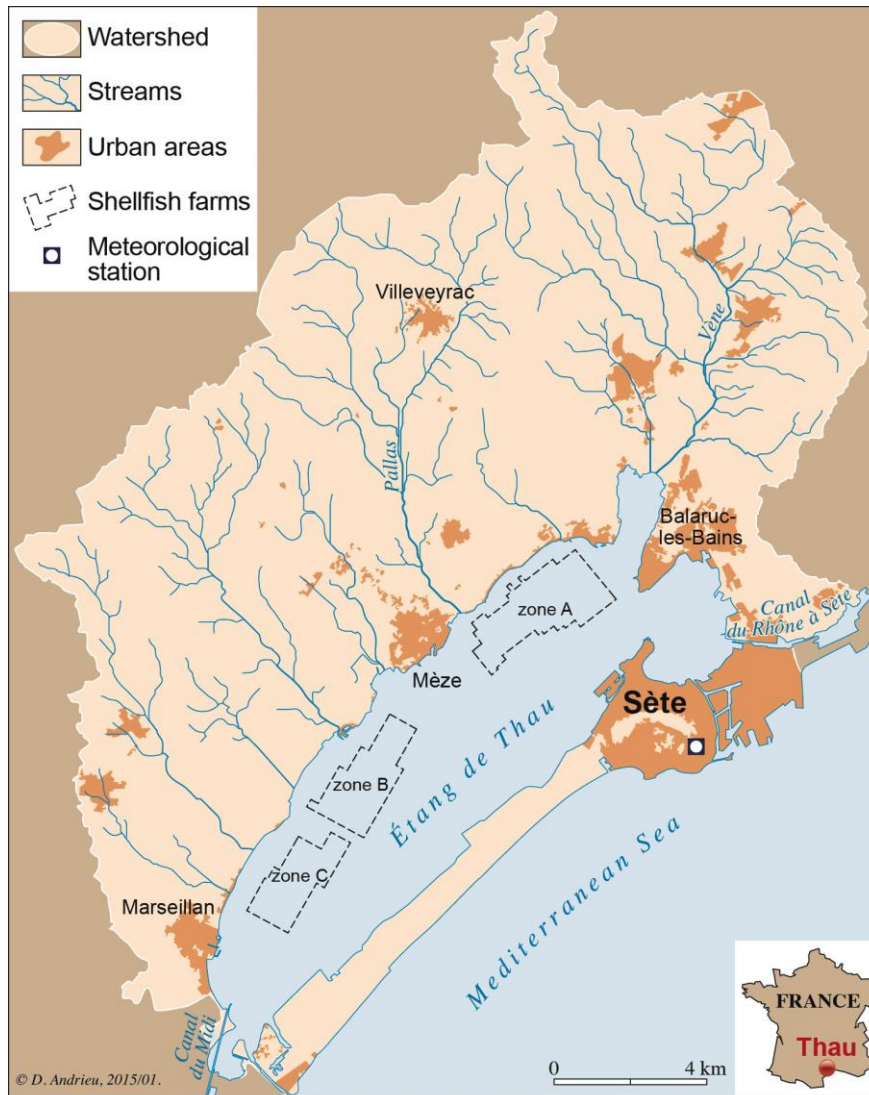 Watershed
Streams
Urban areas
Shellfish farms
Meteorological
station
Villeveyrac
Vène
Pallas
Balaruc-
les-Bains
zone A
Canal
du Rhône à Sète
Mèze
Sète
zone B
Étang de Thau
zone C
Marseillan
Mediterranean Sea
Canal
du Midi
FRANCE
Thau
0 4 km
© D. Andrieu, 2015/01.